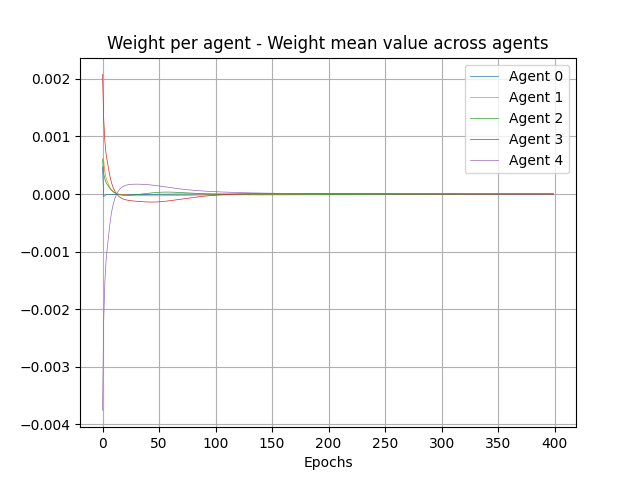 Weight per agent - Weight mean value across agents
0.002
0.001
0.000
−0.001
−0.002
−0.003
−0.004
Agent 0
Agent 1
Agent 2
Agent 3
Agent 4
0 50 100 150 200 250 300 350 400
Epochs